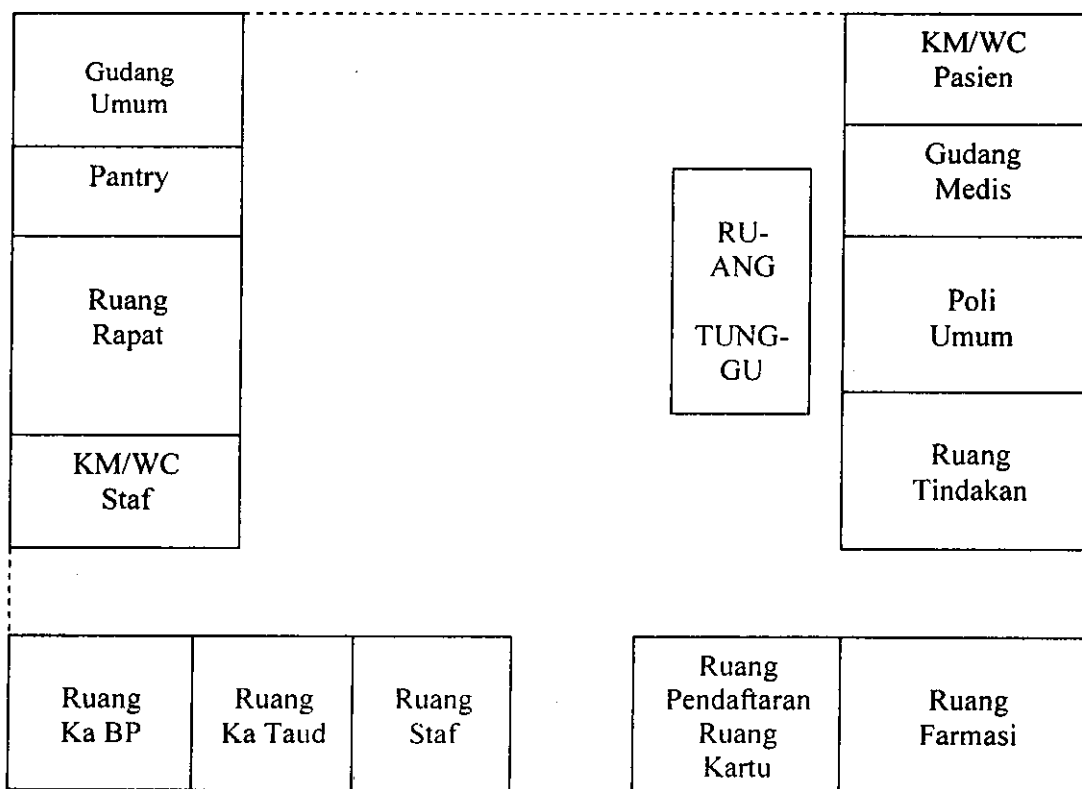 Gudang
Umum
Pantry
Ruang
Rapat
KM/WC
Staf
RU-
ANG
TUNG-
GU
KM/WC
Pasien
Gudang
Medis
Poli
Umum
Ruang
Tindakan
Ruang
Ka BP
Ruang
Ka Taud
Ruang
Staf
Ruang
Pendaftaran
Ruang
Kartu
Ruang
Farmasi